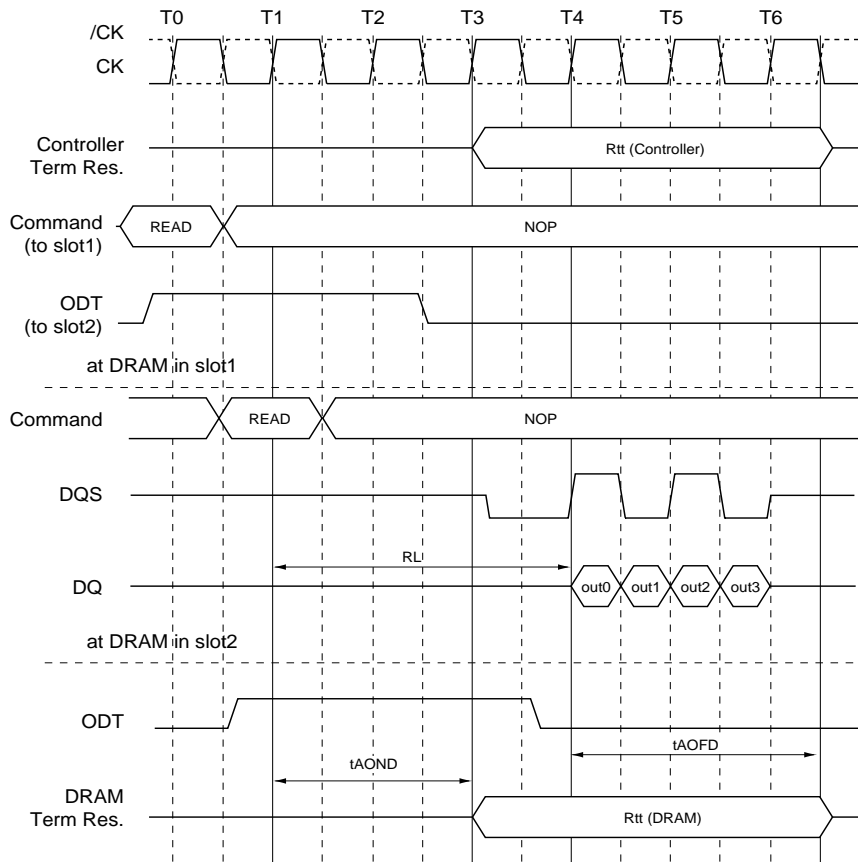 T0 T1 T2 T3 T4 T5 T6
/CK
CK
Controller
Term Res.
Rtt (Controller)
Command
(to slot1)
READ
NOP
ODT
(to slot2)
at DRAM in slot1
Command
READ
NOP
DQS
RL
DQ
out0 out1 out2 out3
at DRAM in slot2
ODT
tAOND
tAOFD
DRAM
Term Res.
Rtt (DRAM)